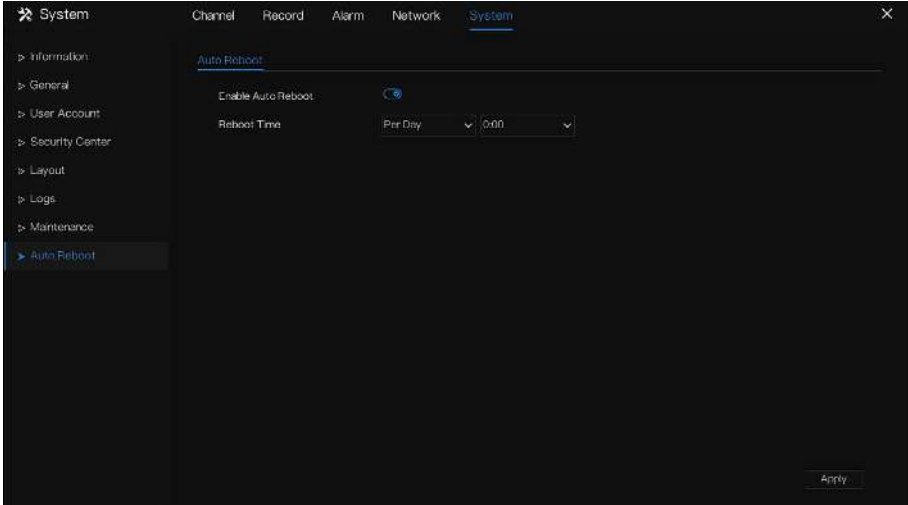 System
Channel Record Alarm Network System
Information
General
User Account
Security Center
Layout
Logs
Maintenance
Auto Reboot
Auto Reboot
Enable Auto Reboot
Reboot Time Per Day 0:00
Apply